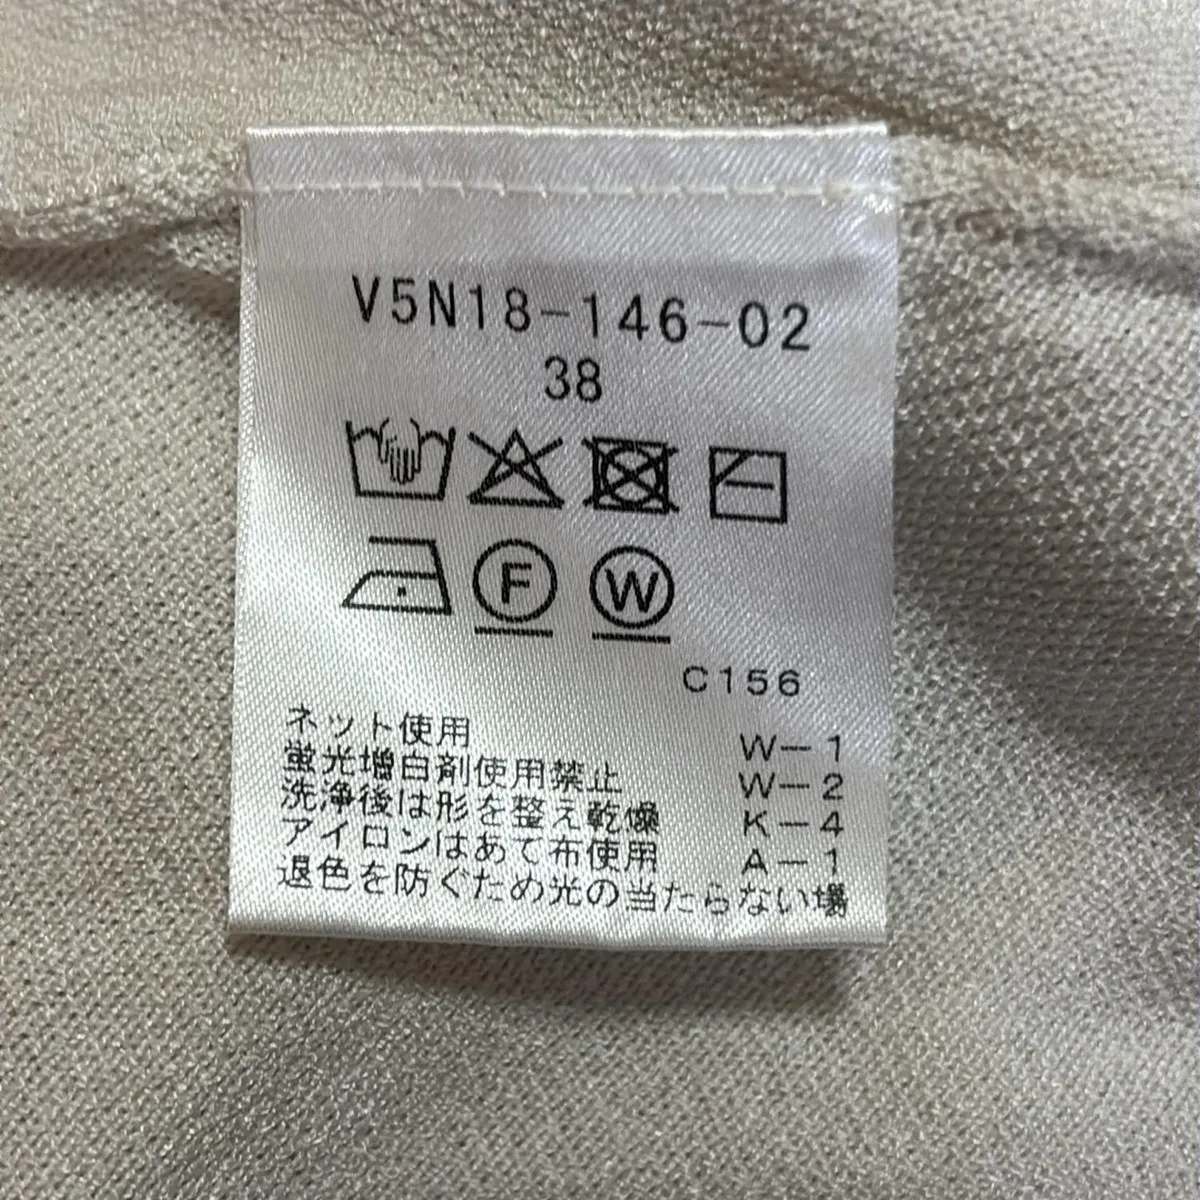 V5N18-146-02
38
F W
C156
ネット使用 W-1
蛍光増白剤使用禁止 W-2
洗浄後は形を整え乾燥 K-4
アイロンはあて布使用 A-1
退色を防ぐため光の当たらない場